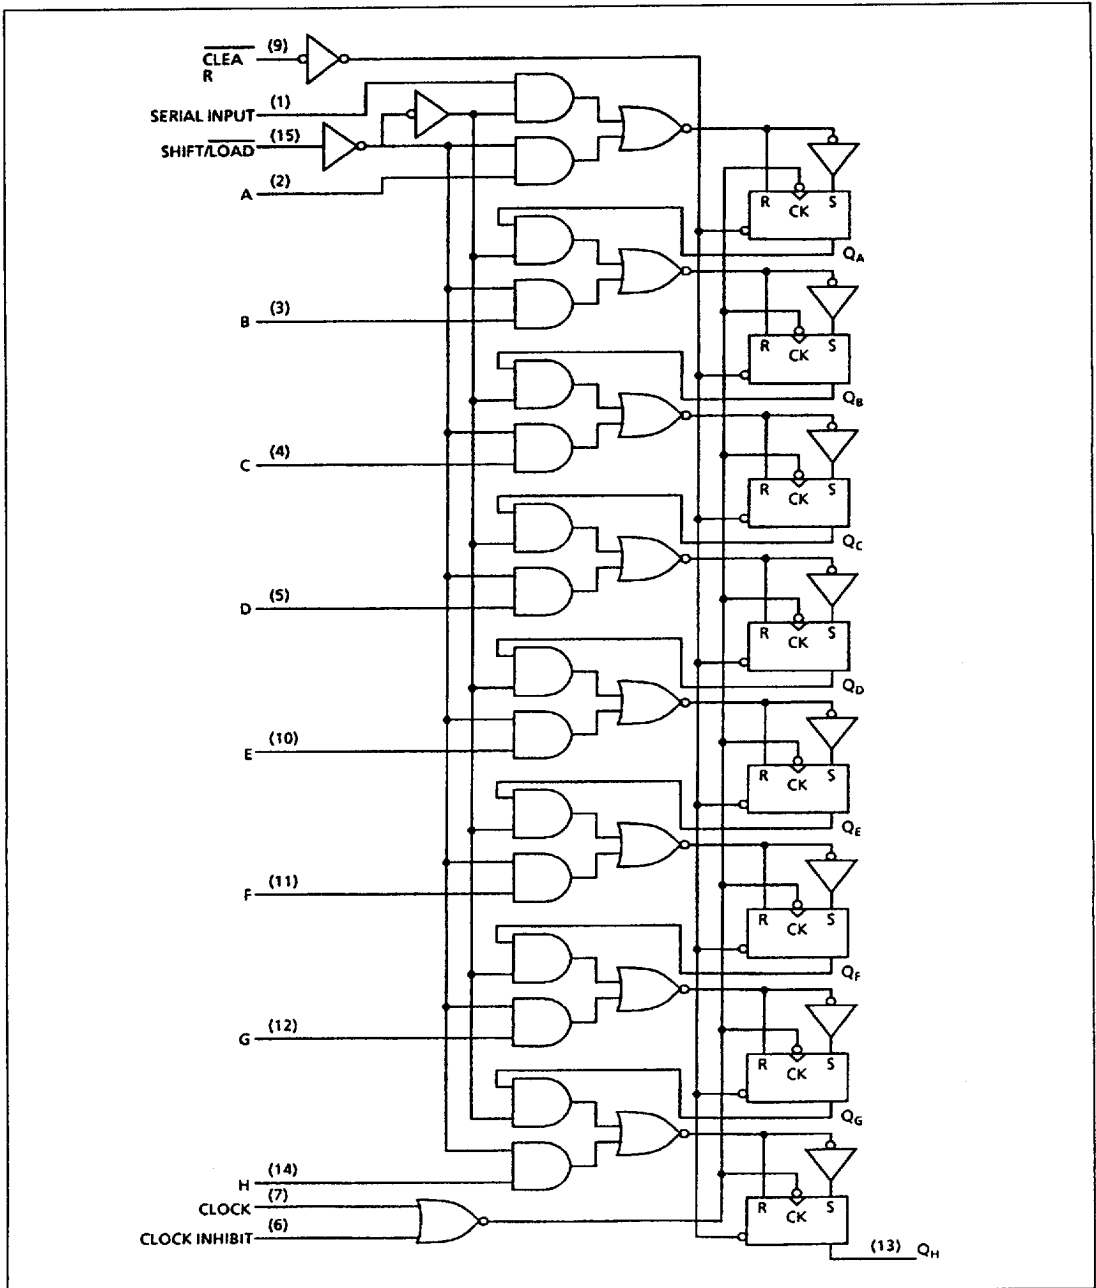 CLEA (9)
R
SERIAL INPUT (1)
SHIFT/LOAD (15)
A (2)
R CK S
QA
B (3)
R CK S
QB
C (4)
R CK S
QC
D (5)
R CK S
QD
E (10)
R CK S
QE
F (11)
R CK S
QF
G (12)
R CK S
QG
H (14)
R CK S
CLOCK (7)
CLOCK INHIBIT (6)
(13) QH